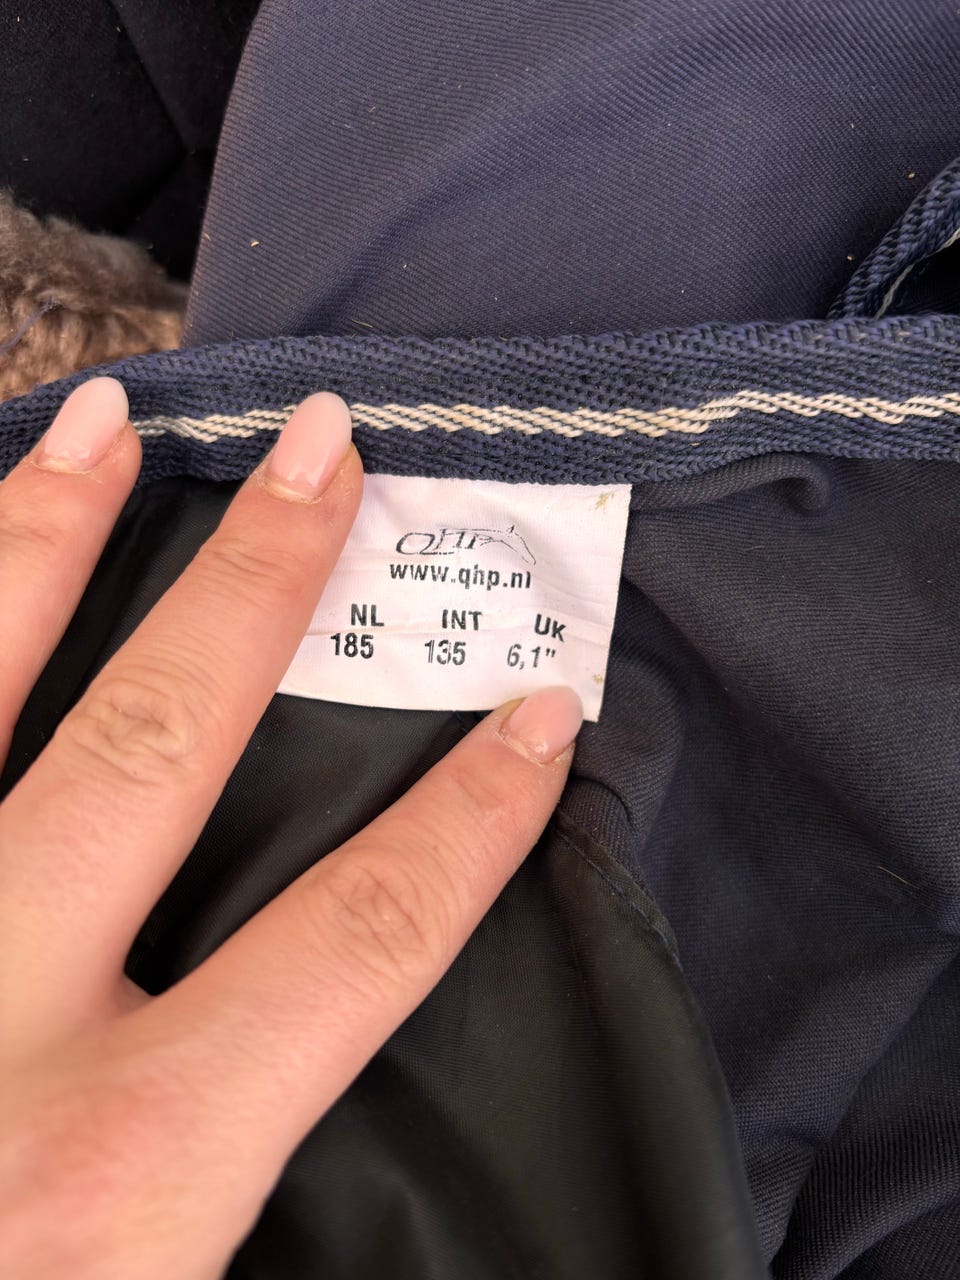 QHP
www.qhp.nl
NL INT UK
185 135 6,1"